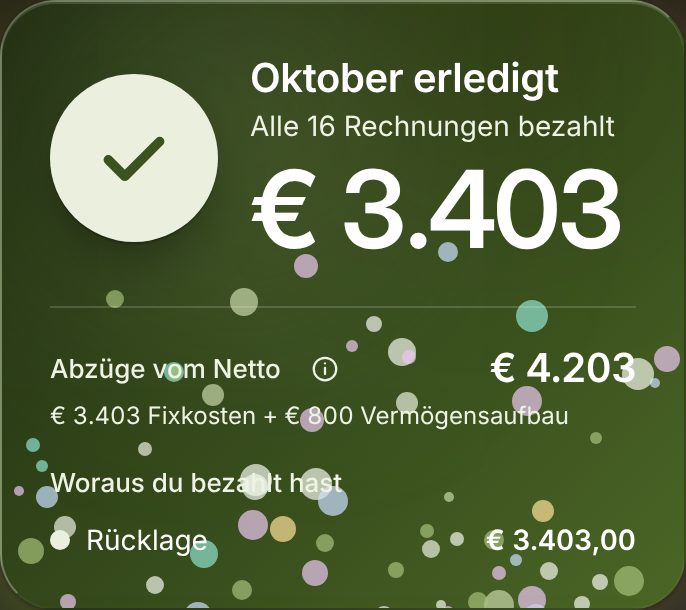 Oktober erledigt
Alle 16 Rechnungen bezahlt
€ 3.403
Abzüge vom Netto € 4.203
€ 3.403 Fixkosten + € 800 Vermögensaufbau
Woraus du bezahlt hast
Rücklage € 3.403,00